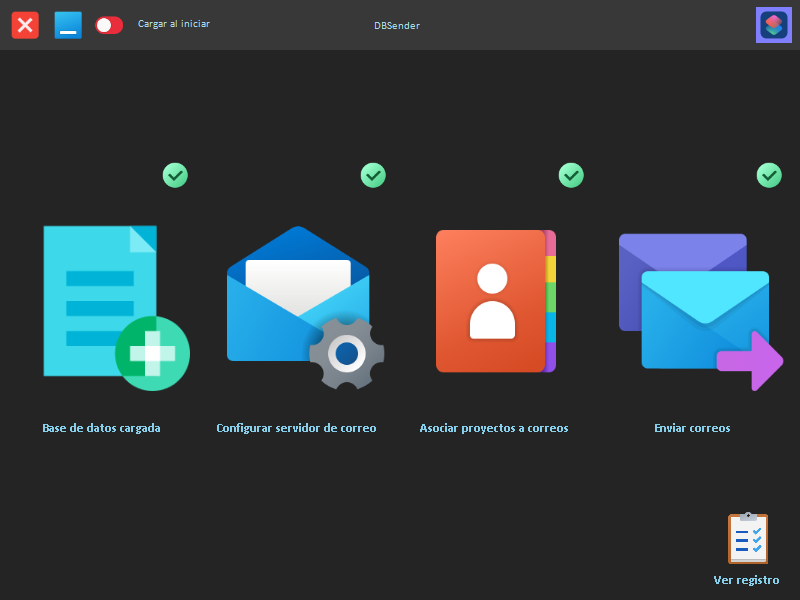 Cargar al iniciar
DBSender
Base de datos cargada
Configurar servidor de correo
Asociar proyectos a correos
Enviar correos
Ver registro